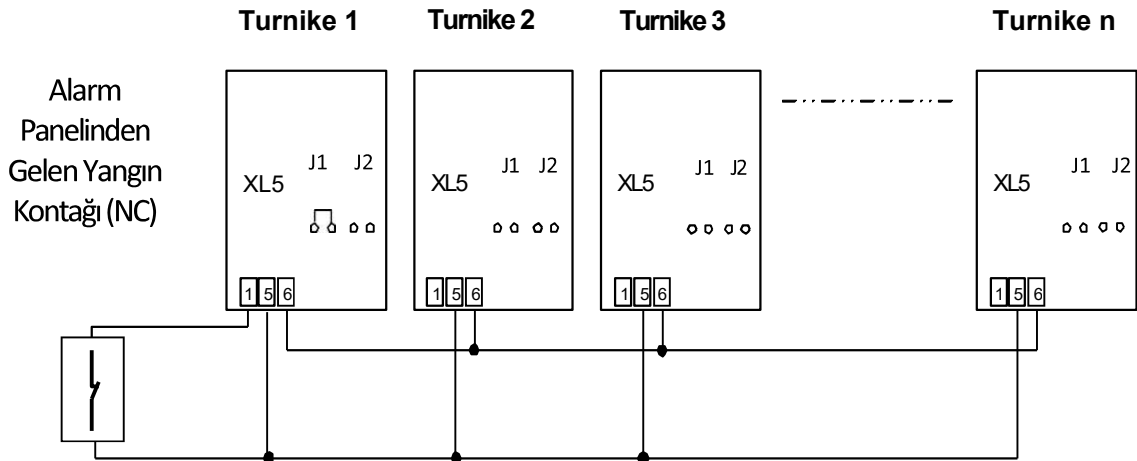 Turnike 1
Turnike 2
Turnike 3
Turnike n
Alarm
Panelinden
Gelen Yangın
Kontağı (NC)
XL5
J1 J2
1 5 6
XL5
J1 J2
1 5 6
XL5
J1 J2
1 5 6
XL5
J1 J2
1 5 6